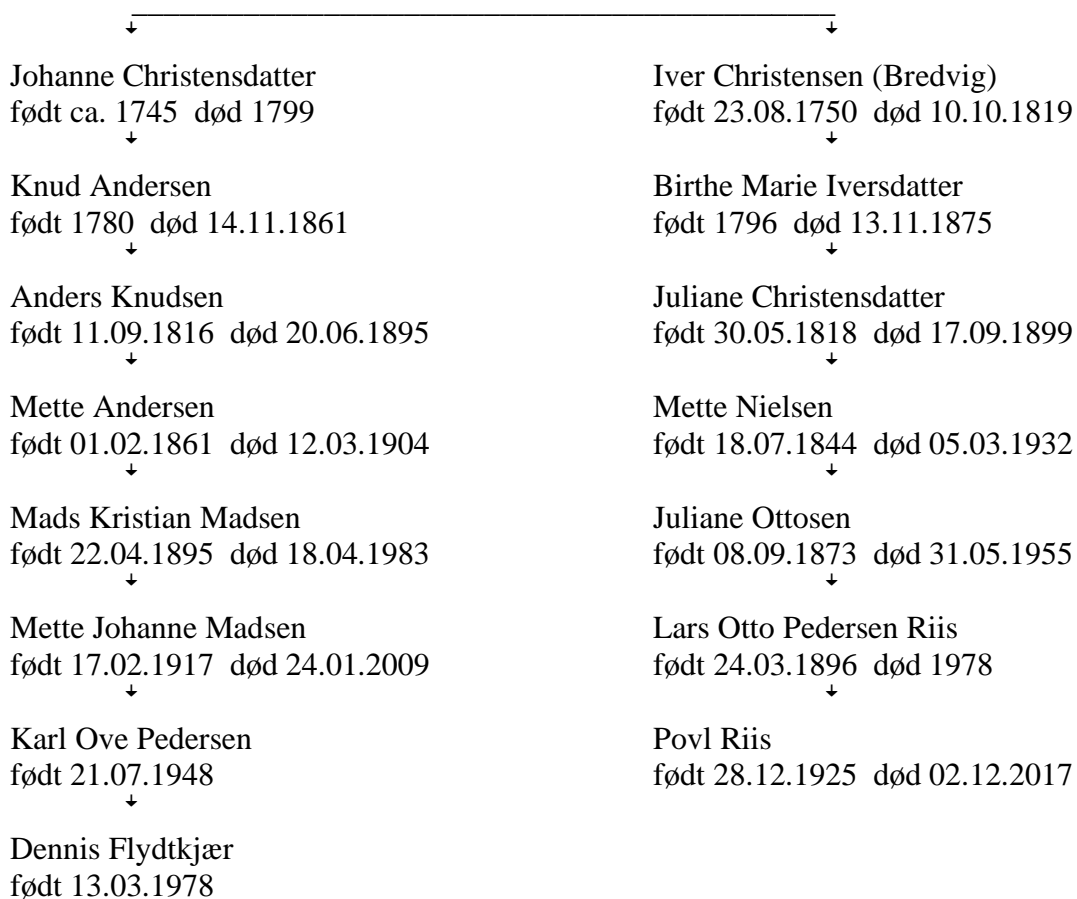 Johanne Christensdatter
født ca. 1745 død 1799
Knud Andersen
født 1780 død 14.11.1861
Anders Knudsen
født 11.09.1816 død 20.06.1895
Mette Andersen
født 01.02.1861 død 12.03.1904
Mads Kristian Madsen
født 22.04.1895 død 18.04.1983
Mette Johanne Madsen
født 17.02.1917 død 24.01.2009
Karl Ove Pedersen
født 21.07.1948
Dennis Flydtkjær
født 13.03.1978
Iver Christensen (Bredvig)
født 23.08.1750 død 10.10.1819
Birthe Marie Iversdatter
født 1796 død 13.11.1875
Juliane Christensdatter
født 30.05.1818 død 17.09.1899
Mette Nielsen
født 18.07.1844 død 05.03.1932
Juliane Ottosen
født 08.09.1873 død 31.05.1955
Lars Otto Pedersen Riis
født 24.03.1896 død 1978
Povl Riis
født 28.12.1925 død 02.12.2017